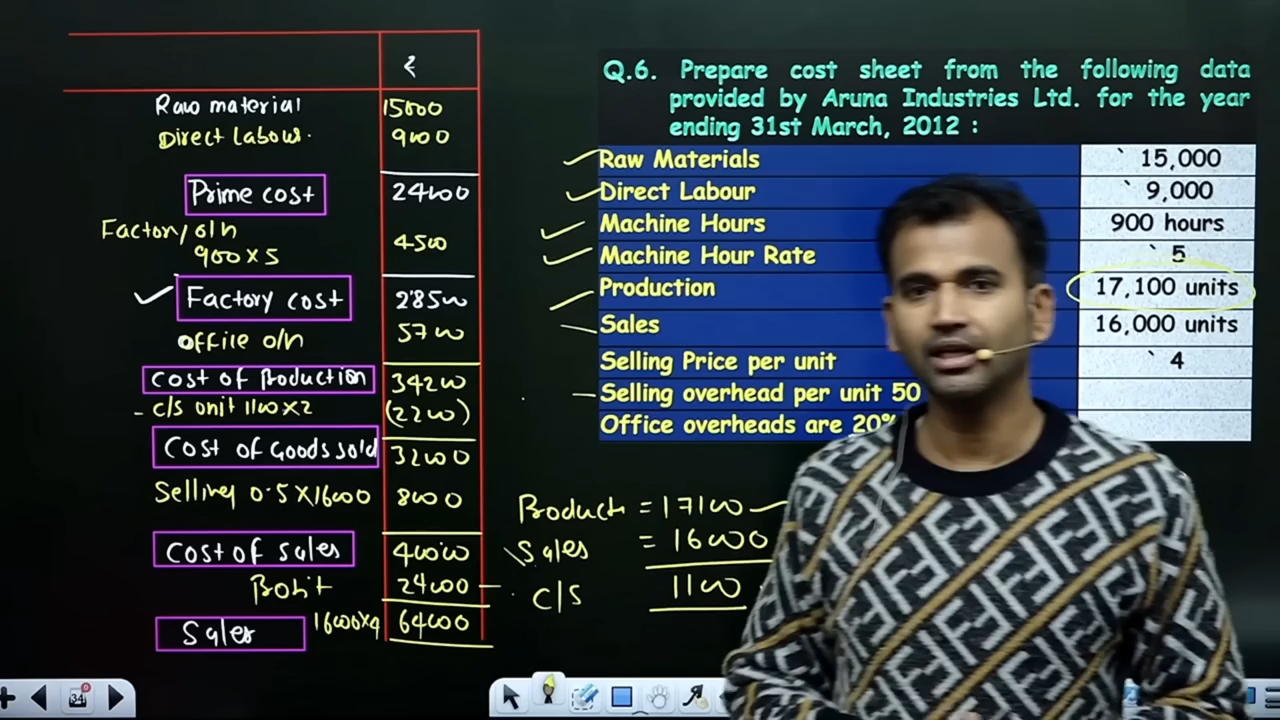 ₹
Raw material 15000
Direct Labour. 9000
Prime cost 24000
Factory o/h
900 x 5 4500
Factory cost 28500
office o/h 5700
Cost of Production 34200
- c/s unit 1100 x 2 (2200)
Cost of Goods sold 32000
Selling 0.5 x 16000 8000
Cost of sales 40000
Profit 24000
Sales 16000x4 64000
Q.6. Prepare cost sheet from the following data
provided by Aruna Industries Ltd. for the year
ending 31st March, 2012 :
Raw Materials ` 15,000
Direct Labour ` 9,000
Machine Hours 900 hours
Machine Hour Rate ` 5
Production 17,100 units
Sales 16,000 units
Selling Price per unit ` 4
Selling overhead per unit 50
Office overheads are 20%
= 17100
Sales = 16000
C/S 1100
34